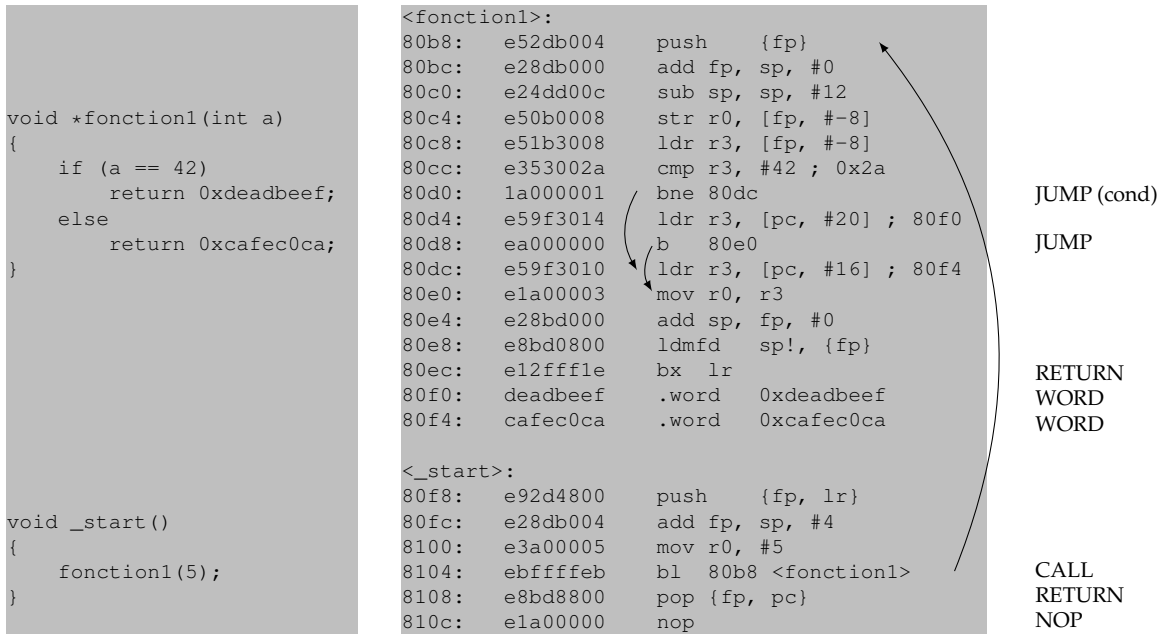 void *fonction1(int a)
{
    if (a == 42)
        return 0xdeadbeef;
    else
        return 0xcafec0ca;
}
void _start()
{
    fonction1(5);
}
<fonction1>:
80b8:   e52db004    push    {fp}
80bc:   e28db000    add fp, sp, #0
80c0:   e24dd00c    sub sp, sp, #12
80c4:   e50b0008    str r0, [fp, #-8]
80c8:   e51b3008    ldr r3, [fp, #-8]
80cc:   e353002a    cmp r3, #42 ; 0x2a
80d0:   1a000001    bne 80dc    JUMP (cond)
80d4:   e59f3014    ldr r3, [pc, #20] ; 80f0
80d8:   ea000000    b   80e0    JUMP
80dc:   e59f3010    ldr r3, [pc, #16] ; 80f4
80e0:   e1a00003    mov r0, r3
80e4:   e28bd000    add sp, fp, #0
80e8:   e8bd0800    ldmfd   sp!, {fp}
80ec:   e12fff1e    bx  lr    RETURN
80f0:   deadbeef    .word   0xdeadbeef    WORD
80f4:   cafec0ca    .word   0xcafec0ca    WORD
<_start>:
80f8:   e92d4800    push    {fp, lr}
80fc:   e28db004    add fp, sp, #4
8100:   e3a00005    mov r0, #5
8104:   ebffffeb    bl  80b8 <fonction1>    CALL
8108:   e8bd8800    pop {fp, pc}    RETURN
810c:   e1a00000    nop    NOP